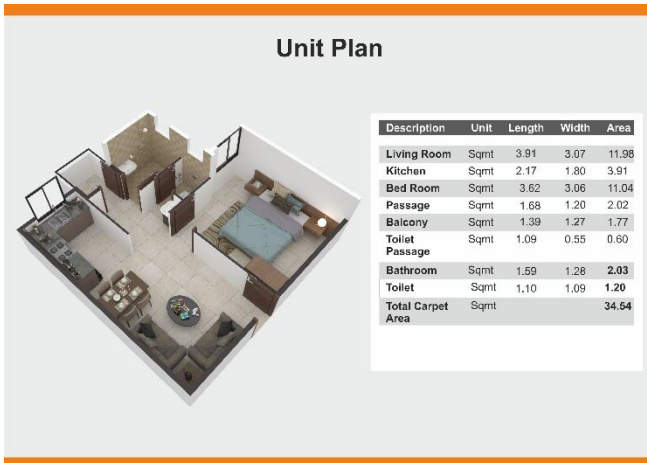 Unit Plan
Description Unit Length Width Area
Living Room Sqmt 3.91 3.07 11.98
Kitchen Sqmt 2.17 1.80 3.91
Bed Room Sqmt 3.62 3.06 11.04
Passage Sqmt 1.68 1.20 2.02
Balcony Sqmt 1.39 1.27 1.77
Toilet Passage Sqmt 1.09 0.55 0.60
Bathroom Sqmt 1.59 1.28 2.03
Toilet Sqmt 1.10 1.09 1.20
Total Carpet Area Sqmt 34.54